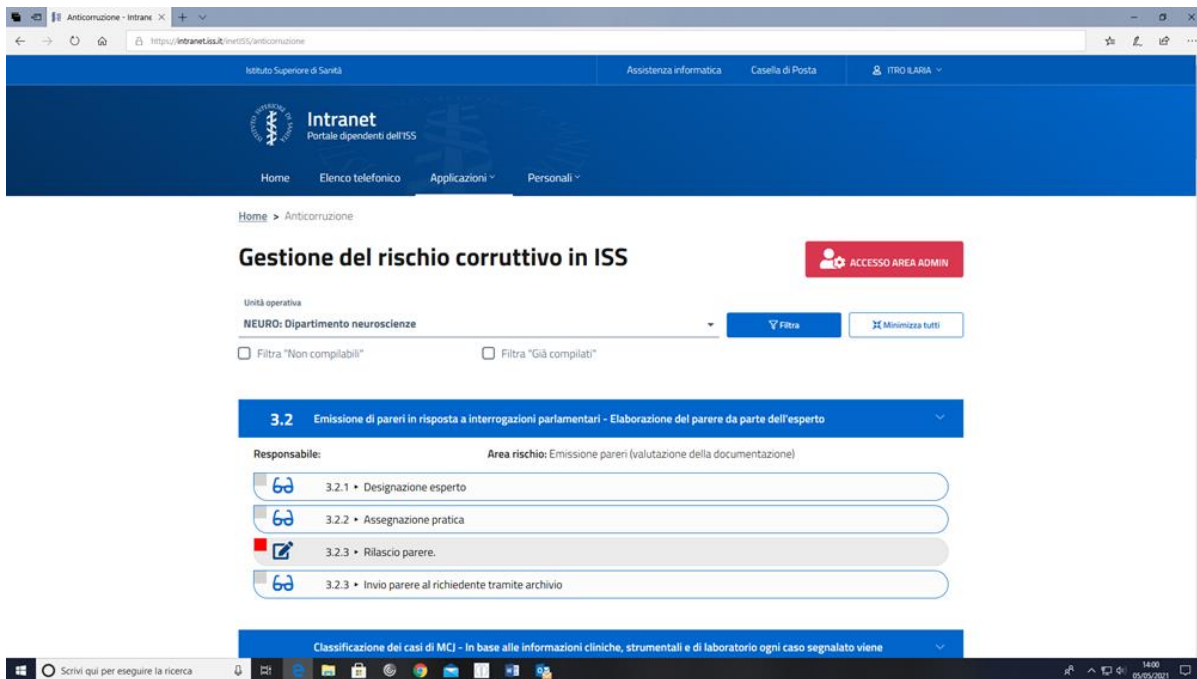 Anticorruzione - Intrane
https://intranet.iss.it/inetISS/anticorruzione
Istituto Superiore di Sanità
Assistenza informatica
Casella di Posta
ITRO ILARIA
Intranet
Portale dipendenti dell'ISS
Home
Elenco telefonico
Applicazioni
Personali
Home > Anticorruzione
Gestione del rischio corruttivo in ISS
ACCESSO AREA ADMIN
Unità operativa
NEURO: Dipartimento neuroscienze
Filtra
Minimizza tutti
Filtra "Non compilabili"
Filtra "Già compilati"
3.2 Emissione di pareri in risposta a interrogazioni parlamentari - Elaborazione del parere da parte dell'esperto
Responsabile:
Area rischio: Emissione pareri (valutazione della documentazione)
3.2.1 ‣ Designazione esperto
3.2.2 ‣ Assegnazione pratica
3.2.3 ‣ Rilascio parere.
3.2.3 ‣ Invio parere al richiedente tramite archivio
Classificazione dei casi di MCJ - In base alle informazioni cliniche, strumentali e di laboratorio ogni caso segnalato viene
Scrivi qui per eseguire la ricerca
14:00
05/05/2021